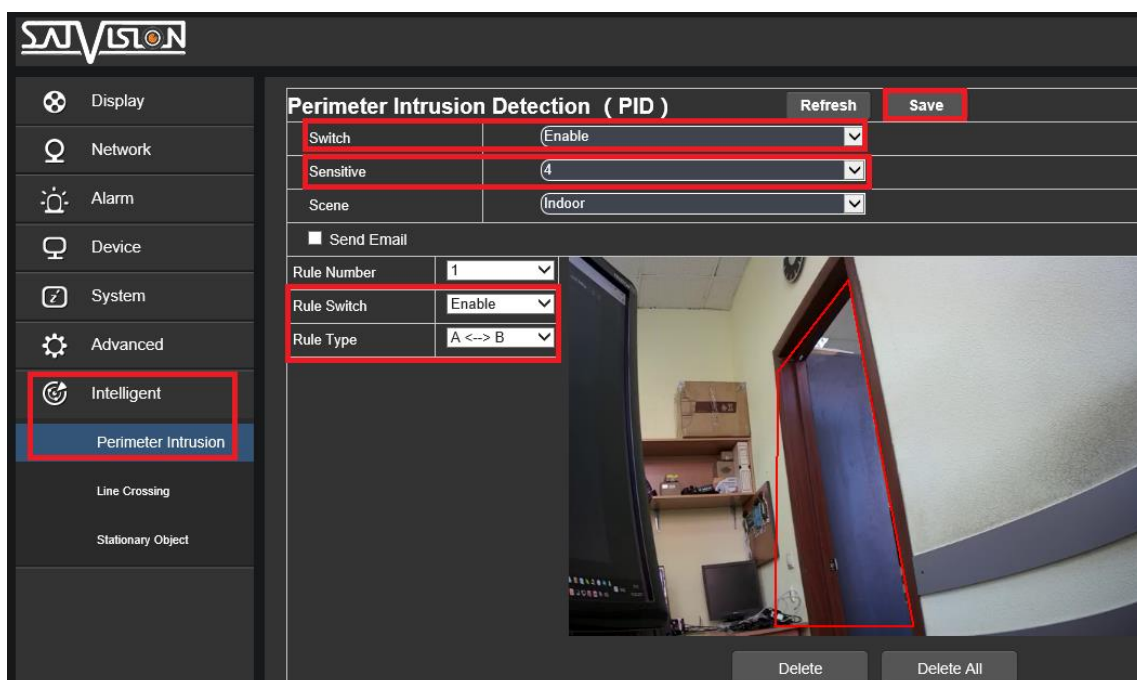 SATVISION
Display
Network
Alarm
Device
System
Advanced
Intelligent
Perimeter Intrusion
Line Crossing
Stationary Object
Perimeter Intrusion Detection ( PID ) Refresh Save
Switch Enable
Sensitive 4
Scene Indoor
Send Email
Rule Number 1
Rule Switch Enable
Rule Type A <--> B
Delete Delete All